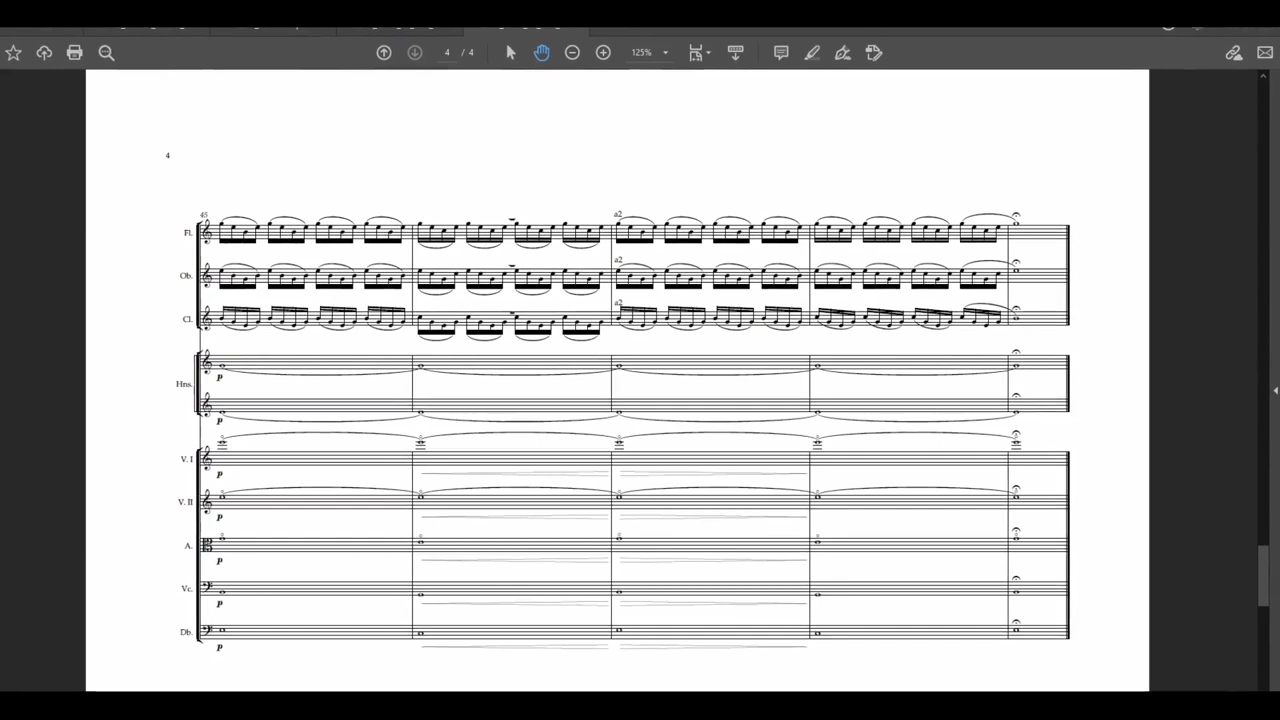 4 / 4 125%
4
45 a2
Fl.
a2
Ob.
a2
Cl.
p
Hns.
p
V. I
p
V. II
p
A.
p
Vc.
p
Db.
p